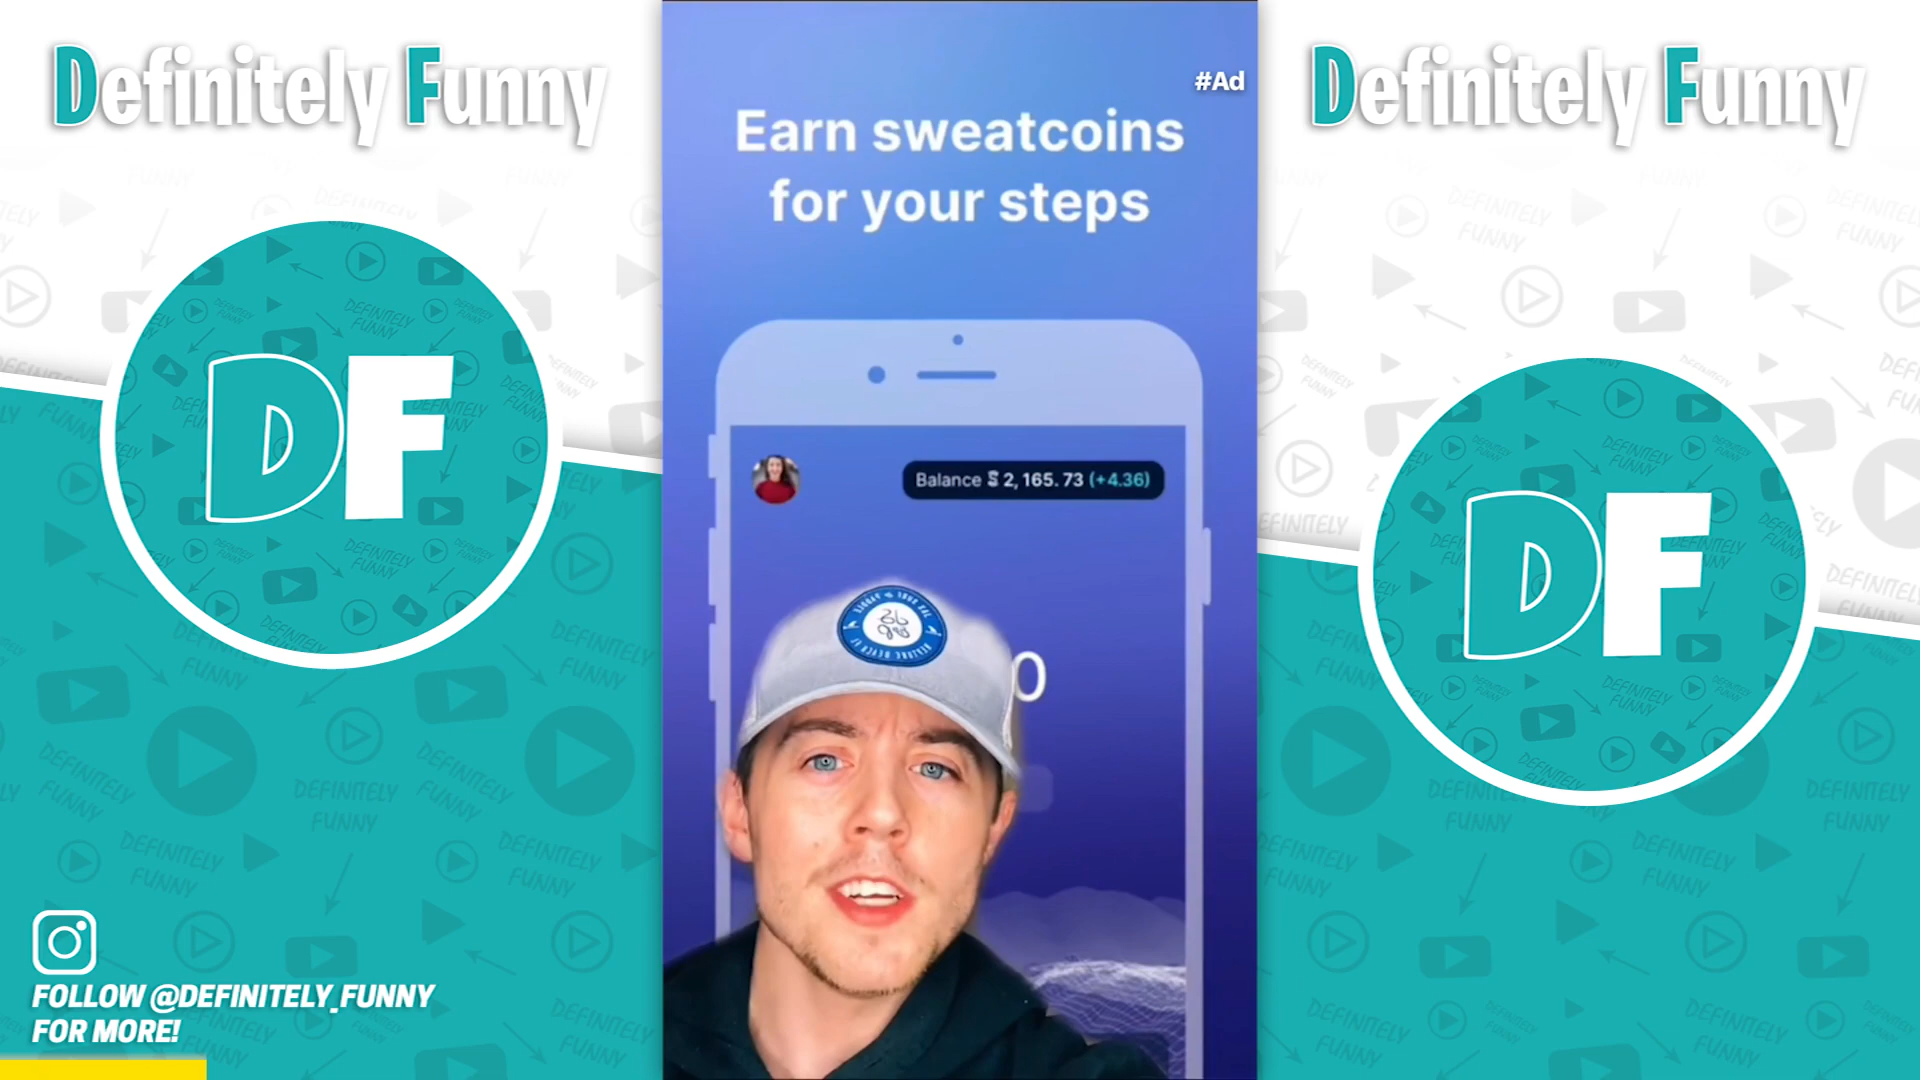 Definitely Funny
DF
FOLLOW @DEFINITELY_FUNNY
FOR MORE!
#Ad
Earn sweatcoins
for your steps
Balance 2,165.73 (+4.36)
0
Definitely Funny
DF